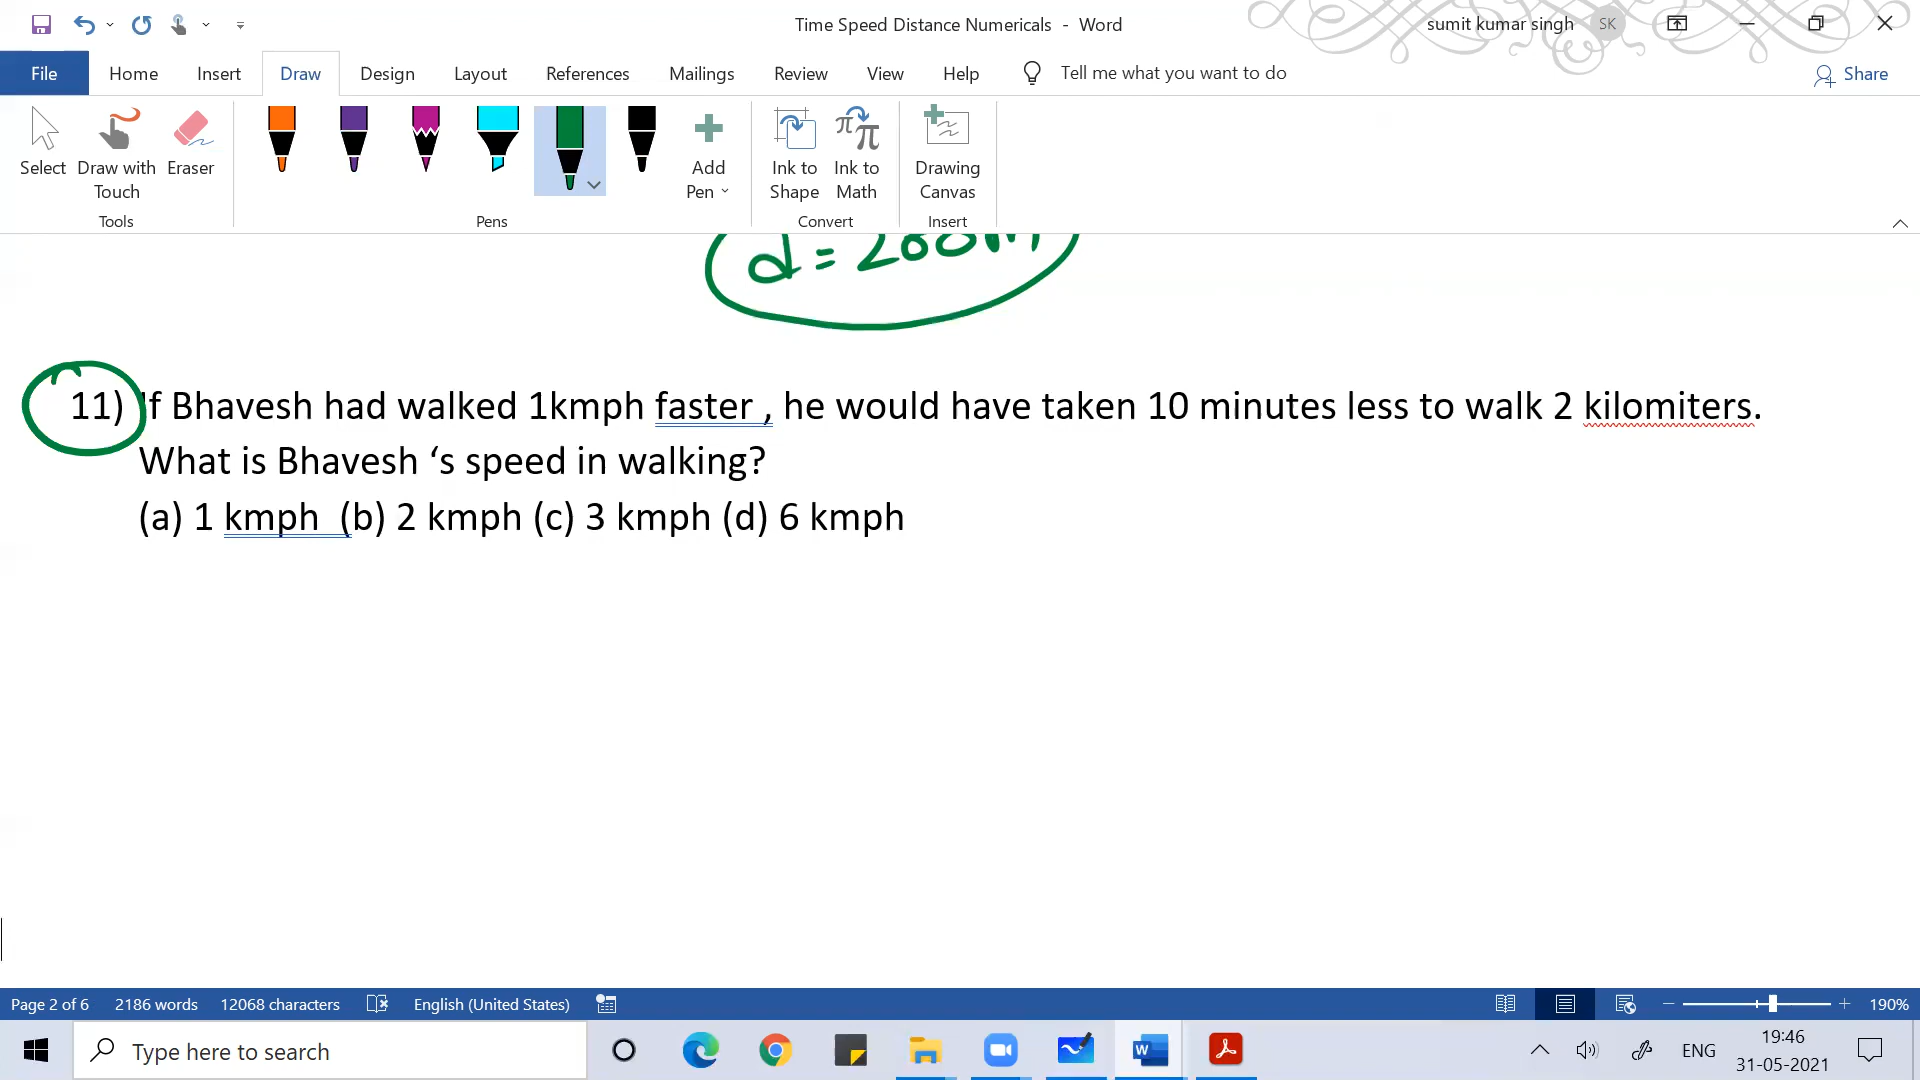 Time Speed Distance Numericals - Word
sumit kumar singh SK
File Home Insert Draw Design Layout References Mailings Review View Help Tell me what you want to do Share
Select Draw with Touch Eraser Add Pen Ink to Shape Ink to Math Drawing Canvas
Tools Pens Convert Insert
d = 200m
11) If Bhavesh had walked 1kmph faster , he would have taken 10 minutes less to walk 2 kilomiters.
What is Bhavesh ‘s speed in walking?
(a) 1 kmph (b) 2 kmph (c) 3 kmph (d) 6 kmph
Page 2 of 6 2186 words 12068 characters English (United States) 190%
Type here to search ENG 19:46
31-05-2021